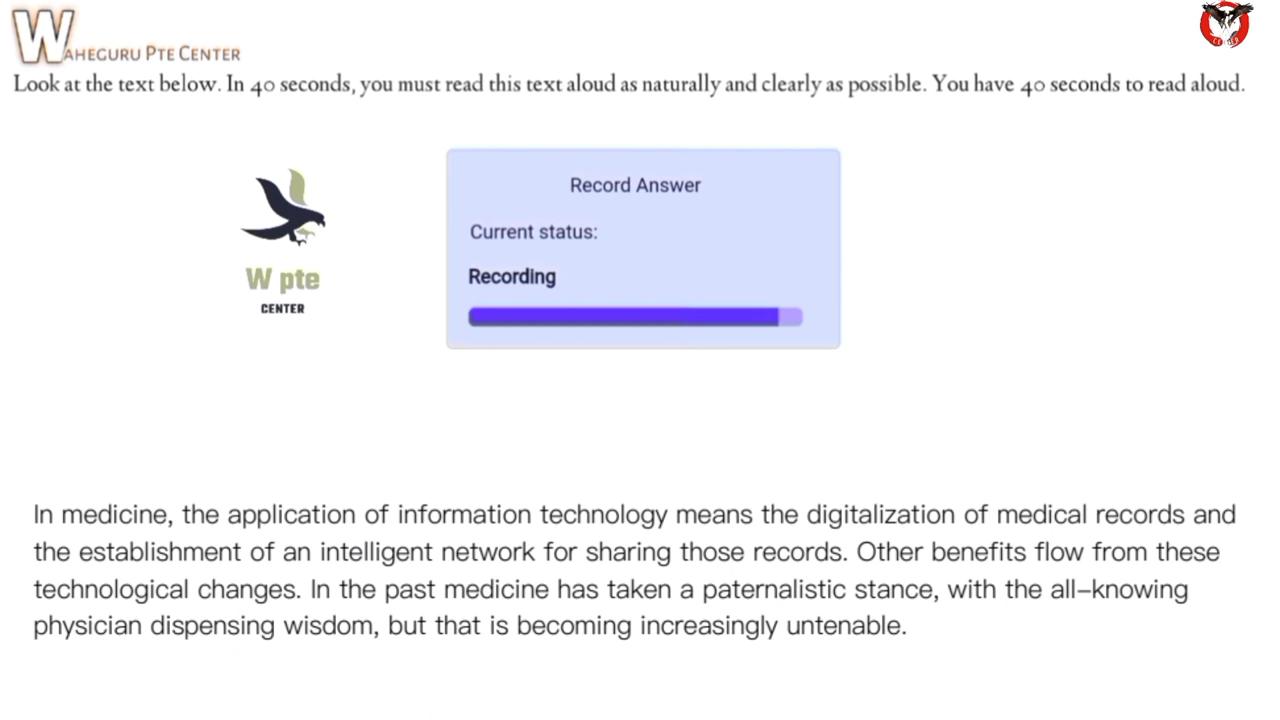 WAHEGURU PTE CENTER
Look at the text below. In 40 seconds, you must read this text aloud as naturally and clearly as possible. You have 40 seconds to read aloud.
Record Answer
Current status:
Recording
W pte
CENTER
In medicine, the application of information technology means the digitalization of medical records and
the establishment of an intelligent network for sharing those records. Other benefits flow from these
technological changes. In the past medicine has taken a paternalistic stance, with the all-knowing
physician dispensing wisdom, but that is becoming increasingly untenable.